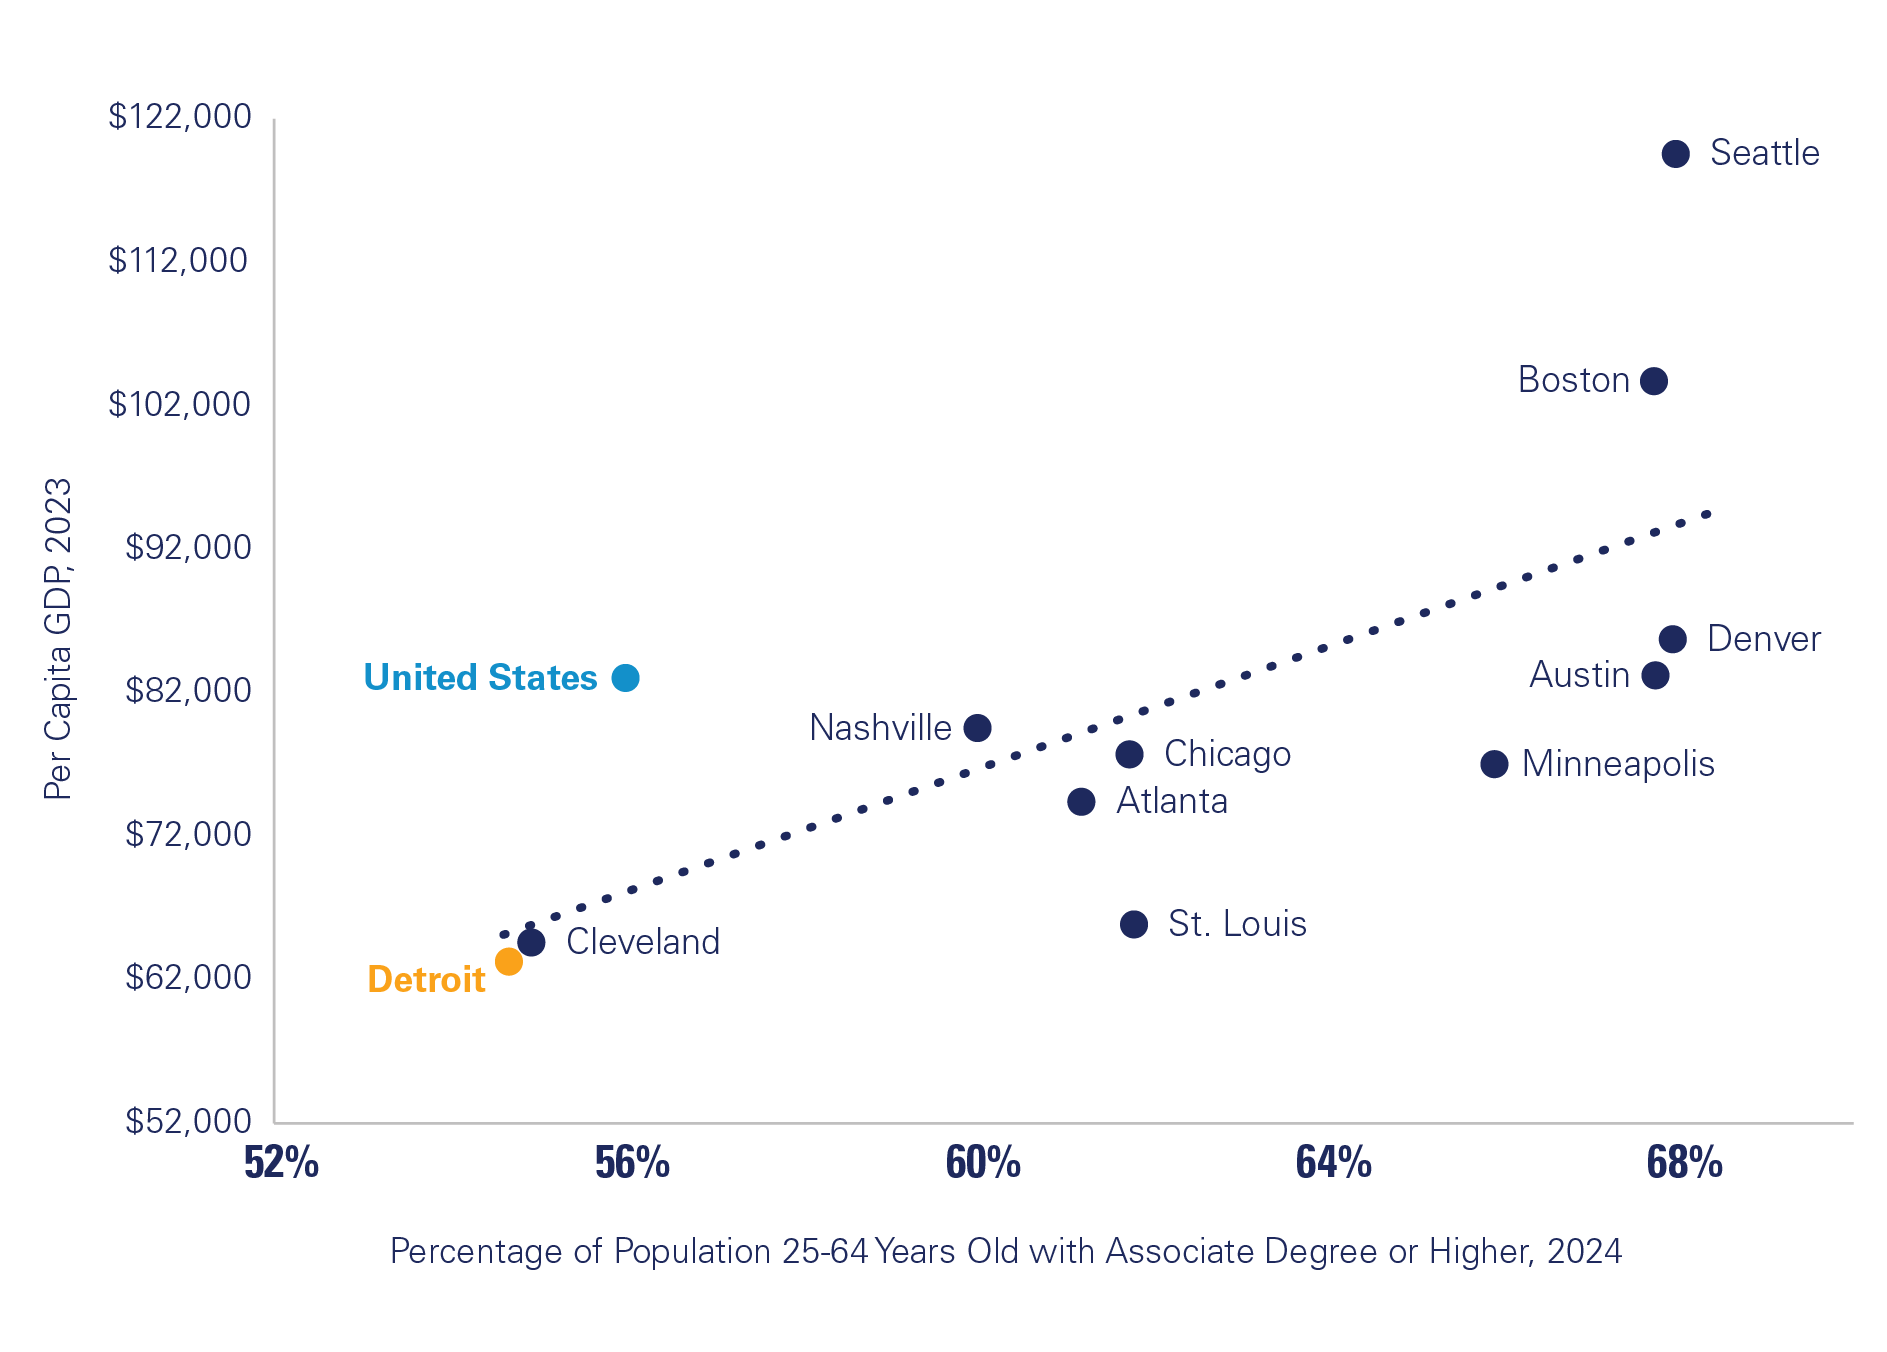 $122,000
Seattle
$112,000
Boston
$102,000
Per Capita GDP, 2023
$92,000
Denver
United States
Austin
$82,000
Nashville
Chicago
Minneapolis
Atlanta
$72,000
St. Louis
Cleveland
Detroit
$62,000
$52,000
52% 56% 60% 64% 68%
Percentage of Population 25-64 Years Old with Associate Degree or Higher, 2024